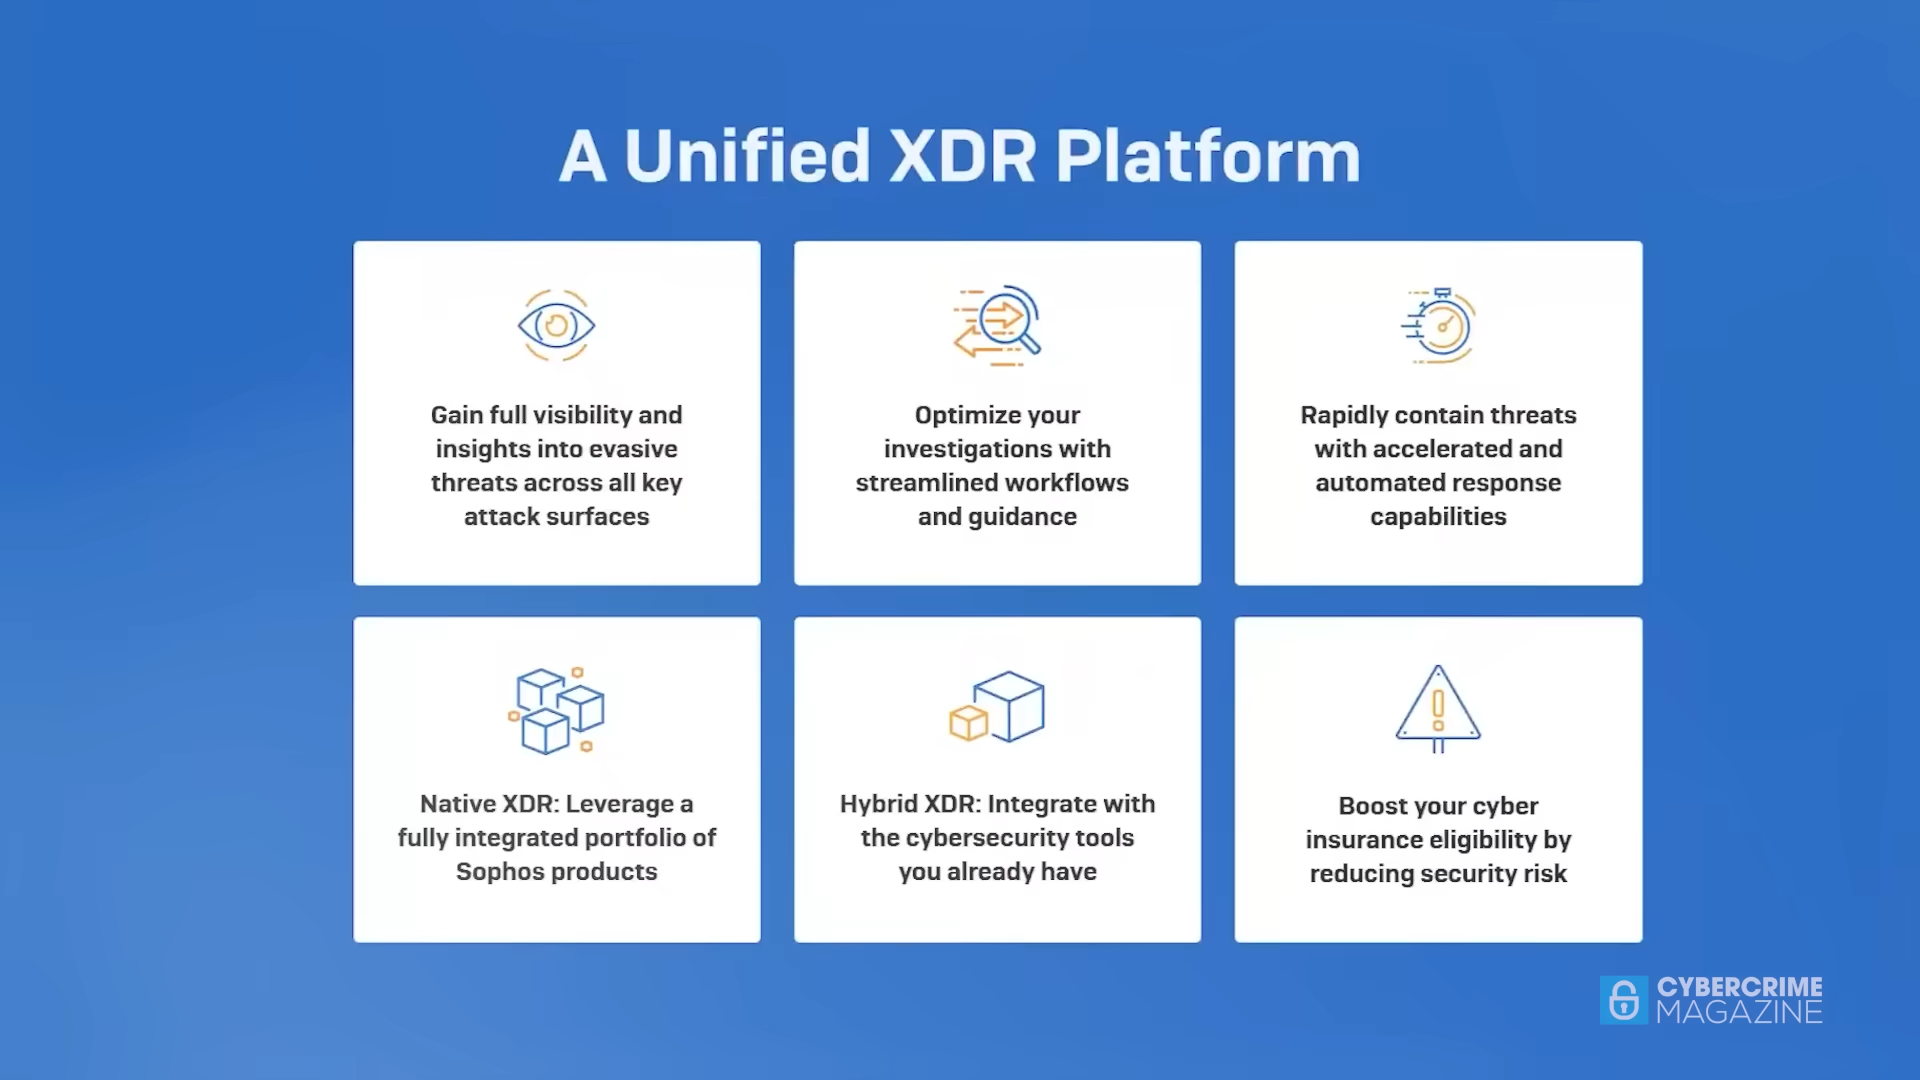 A Unified XDR Platform
Gain full visibility and
insights into evasive
threats across all key
attack surfaces
Optimize your
investigations with
streamlined workflows
and guidance
Rapidly contain threats
with accelerated and
automated response
capabilities
Native XDR: Leverage a
fully integrated portfolio of
Sophos products
Hybrid XDR: Integrate with
the cybersecurity tools
you already have
Boost your cyber
insurance eligibility by
reducing security risk
CYBERCRIME
MAGAZINE